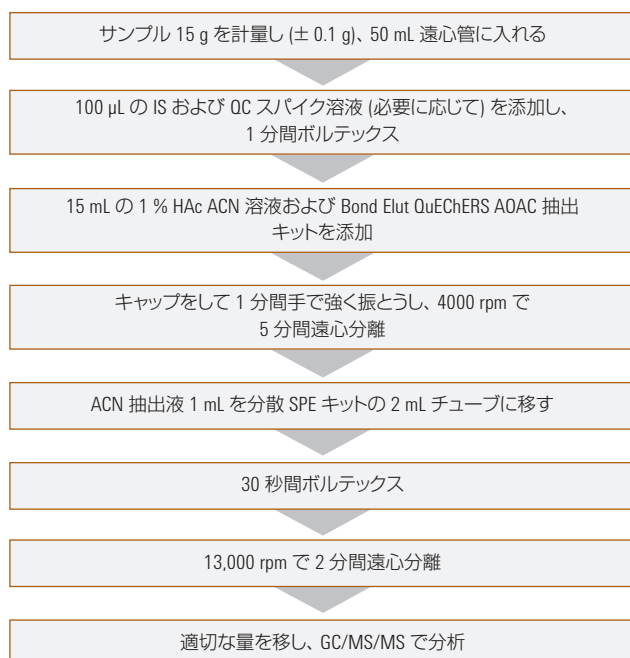 サンプル 15 g を計量し (± 0.1 g)、50 mL 遠心管に入れる
100 µL の IS および QC スパイク溶液 (必要に応じて) を添加し、
1 分間ボルテックス
15 mL の 1 % HAc ACN 溶液および Bond Elut QuEChERS AOAC 抽出
キットを添加
キャップをして 1 分間手で強く振とうし、4000 rpm で
5 分間遠心分離
ACN 抽出液 1 mL を分散 SPE キットの 2 mL チューブに移す
30 秒間ボルテックス
13,000 rpm で 2 分間遠心分離
適切な量を移し、GC/MS/MS で分析